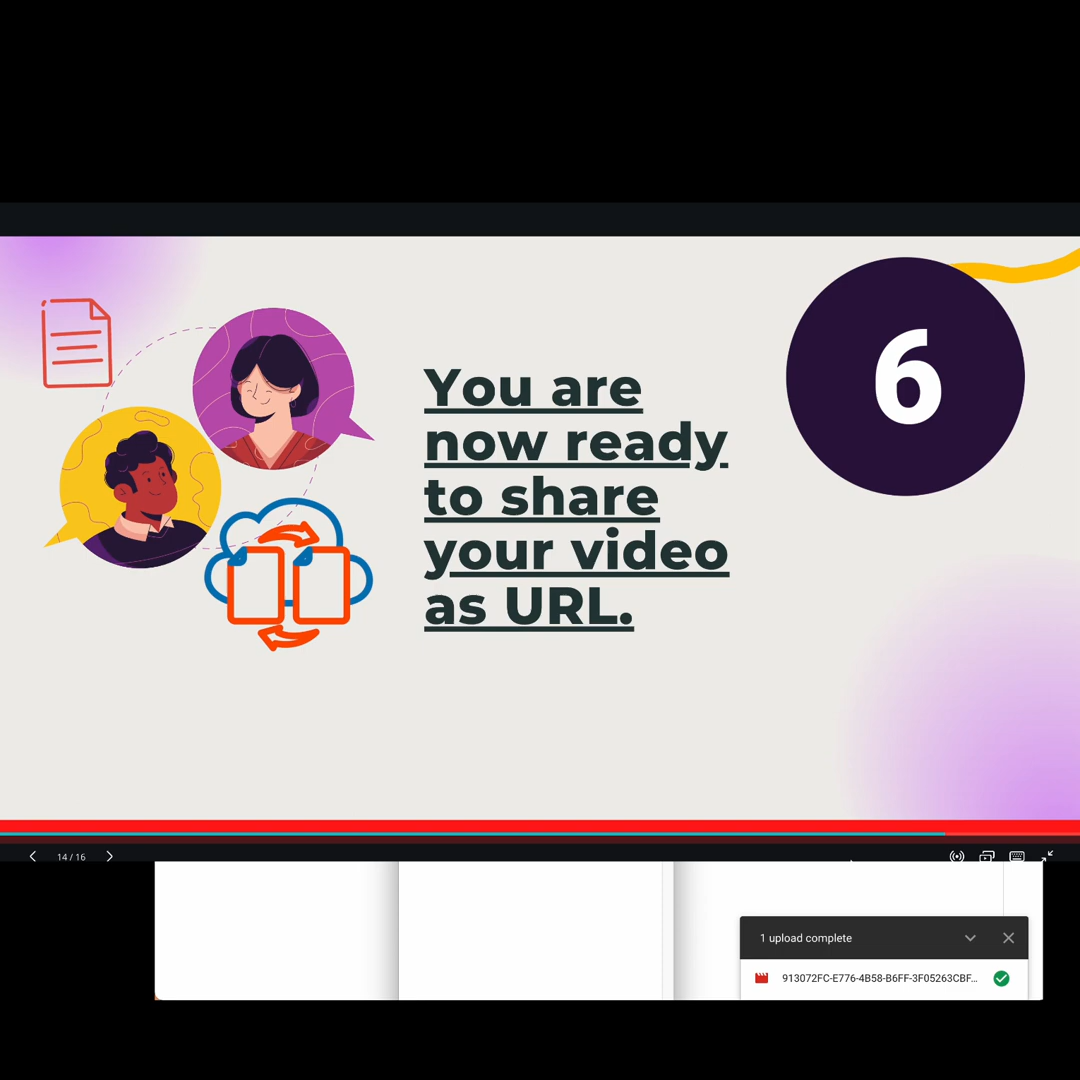 6
You are
now ready
to share
your video
as URL.
14 / 16
1 upload complete
913072FC-E776-4B58-B6FF-3F05263CBF...